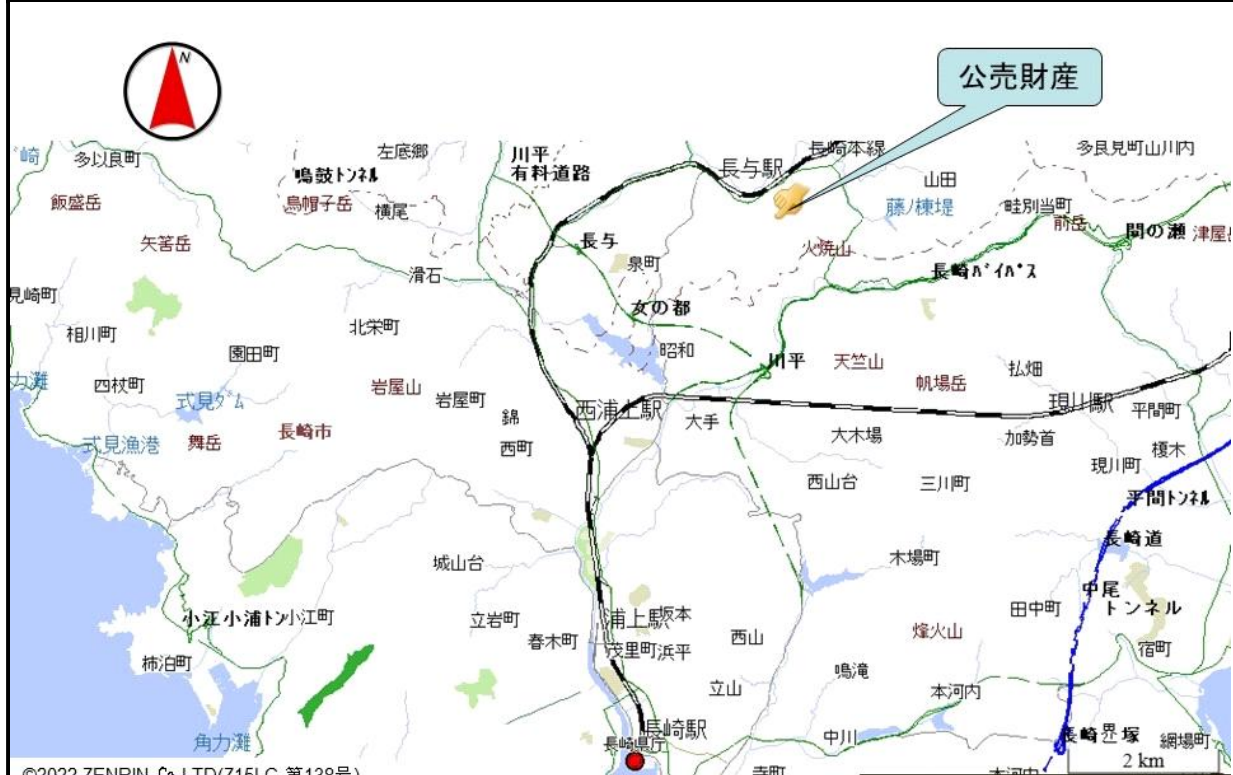 N
公売財産
多以良町
左底郷
川平
有料道路
長与駅
長崎本線
多良見町山川内
鳴鼓トンネル
飯盛岳
烏帽子岳
横尾
山田
藤ノ棟堤
畦別当町
前岳
矢筈岳
長与
火焼山
間の瀬
滑石
泉町
長崎バイパス
見崎町
女の都
相川町
北栄町
昭和
園田町
川平
天竺山
払畑
四杖町
岩屋山
帆場岳
式見ダム
岩屋町
西浦上駅
現川駅
平間町
錦
大手
式見漁港
舞岳
長崎市
西町
大木場
加勢首
榎木
現川町
西山台
三川町
平間トンネル
長崎道
城山台
木場町
中尾
トンネル
田中町
小江小浦トン
小江町
立岩町
浦上駅
坂本
春木町
西山
烽火山
茂里町
浜平
宿町
柿泊町
鳴滝
立山
本河内
長崎駅
角力灘
長崎県庁
中川
網場町
2 km